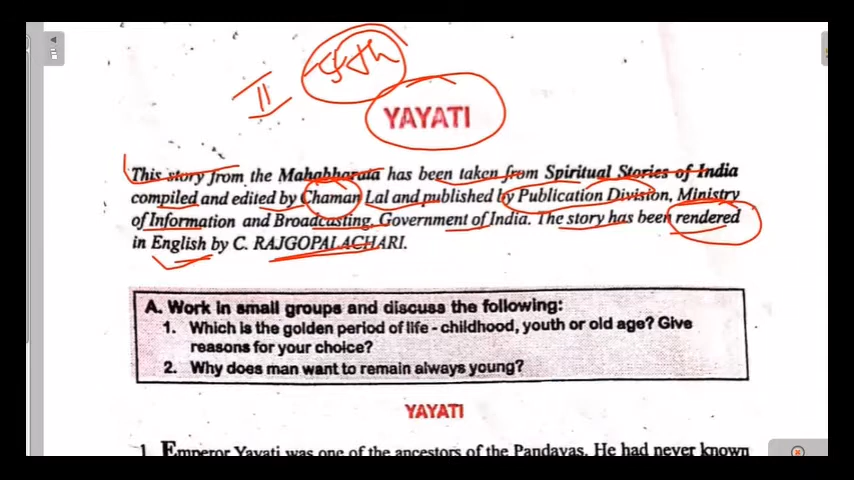 II
YAYATI
This story from the Mahabharata has been taken from Spiritual Stories of India
compiled and edited by Chaman Lal and published by Publication Division, Ministry
of Information and Broadcasting, Government of India. The story has been rendered
in English by C. RAJGOPALACHARI.
A. Work in small groups and discuss the following:
1. Which is the golden period of life - childhood, youth or old age? Give
reasons for your choice?
2. Why does man want to remain always young?
YAYATI
1. Emperor Yayati was one of the ancestors of the Pandavas. He had never known